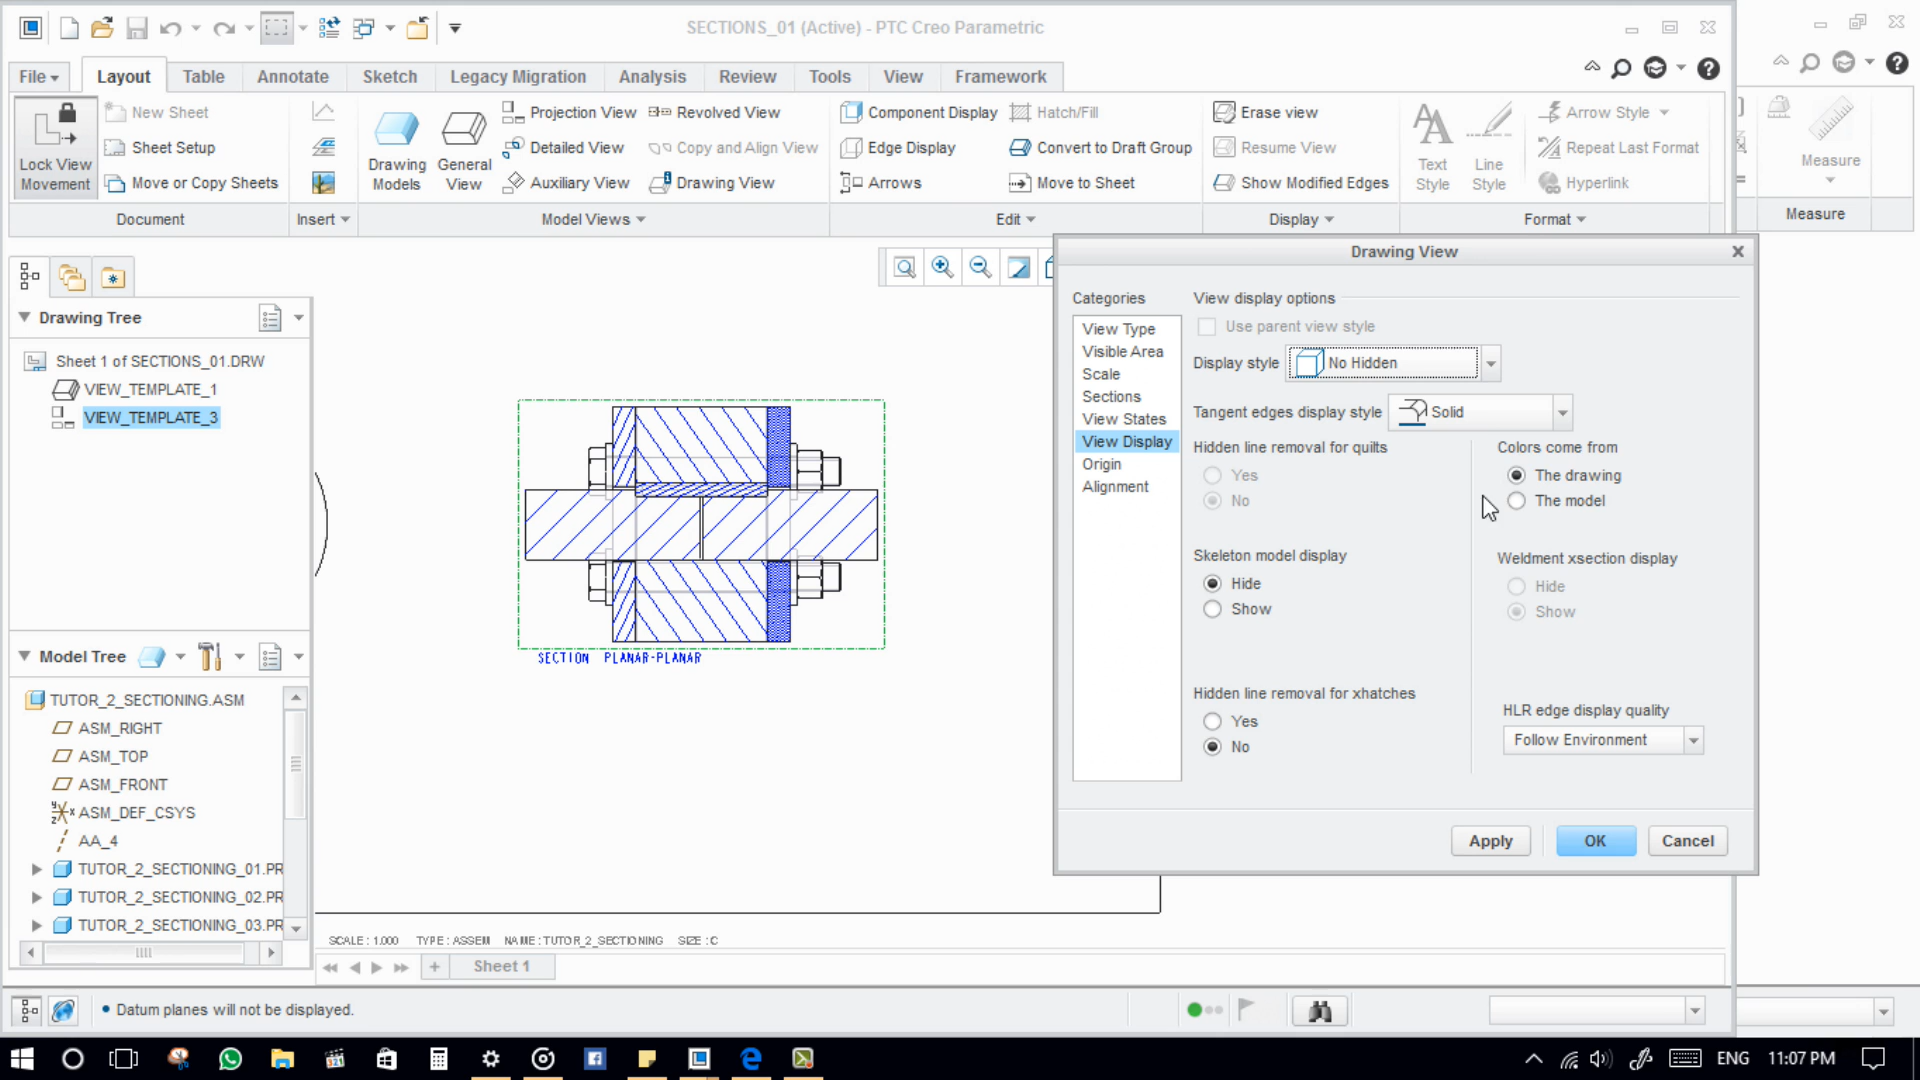 SECTIONS_01 (Active) - PTC Creo Parametric
File
Layout
Table
Annotate
Sketch
Legacy Migration
Analysis
Review
Tools
View
Framework
Lock View Movement
New Sheet
Sheet Setup
Move or Copy Sheets
Document
Insert
Drawing Models
General View
Projection View
Detailed View
Auxiliary View
Revolved View
Copy and Align View
Drawing View
Model Views
Component Display
Edge Display
Arrows
Hatch/Fill
Convert to Draft Group
Move to Sheet
Edit
Erase view
Resume View
Show Modified Edges
Display
Text Style
Line Style
Arrow Style
Repeat Last Format
Hyperlink
Format
Measure
Measure
Drawing Tree
Sheet 1 of SECTIONS_01.DRW
VIEW_TEMPLATE_1
VIEW_TEMPLATE_3
Model Tree
TUTOR_2_SECTIONING.ASM
ASM_RIGHT
ASM_TOP
ASM_FRONT
ASM_DEF_CSYS
AA_4
TUTOR_2_SECTIONING_01.PR
TUTOR_2_SECTIONING_02.PR
TUTOR_2_SECTIONING_03.PR
SECTION PLANAR-PLANAR
SCALE : 1.000 TYPE : ASSEM NAME : TUTOR_2_SECTIONING SIZE : C
Sheet 1
Drawing View
Categories
View Type
Visible Area
Scale
Sections
View States
View Display
Origin
Alignment
View display options
Use parent view style
Display style
No Hidden
Tangent edges display style
Solid
Hidden line removal for quilts
Yes
No
Colors come from
The drawing
The model
Skeleton model display
Hide
Show
Weldment xsection display
Hide
Show
Hidden line removal for xhatches
Yes
No
HLR edge display quality
Follow Environment
Apply
OK
Cancel
• Datum planes will not be displayed.
ENG
11:07 PM